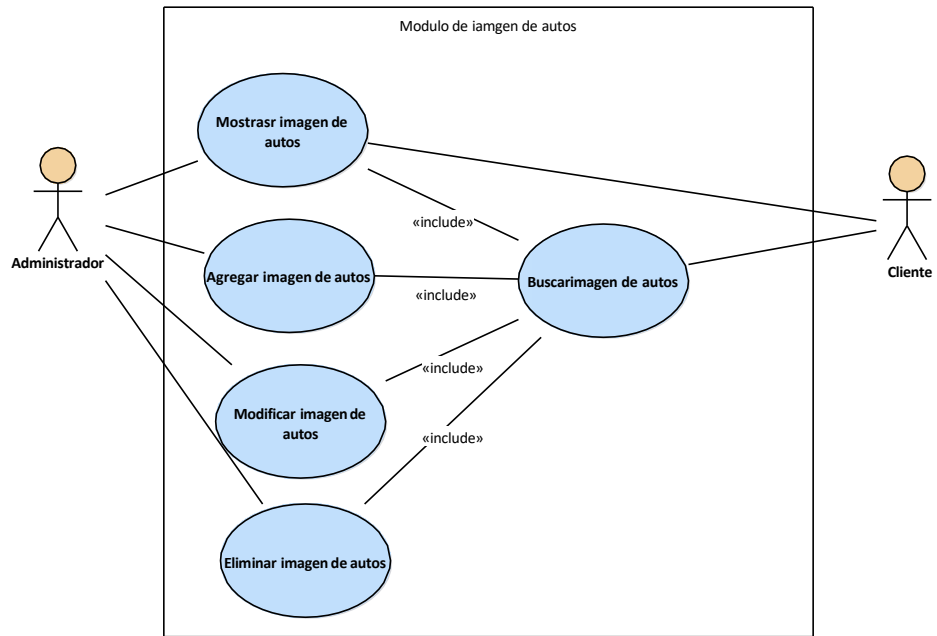 Modulo de iamgen de autos
Mostrasr imagen de
autos
«include»
Administrador
Agregar imagen de autos
«include»
Buscarimagen de autos
Cliente
«include»
Modificar imagen de
autos
«include»
Eliminar imagen de autos